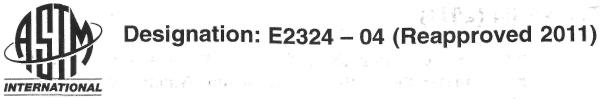 ASTM
INTERNATIONAL
Designation: E2324 – 04 (Reapproved 2011)